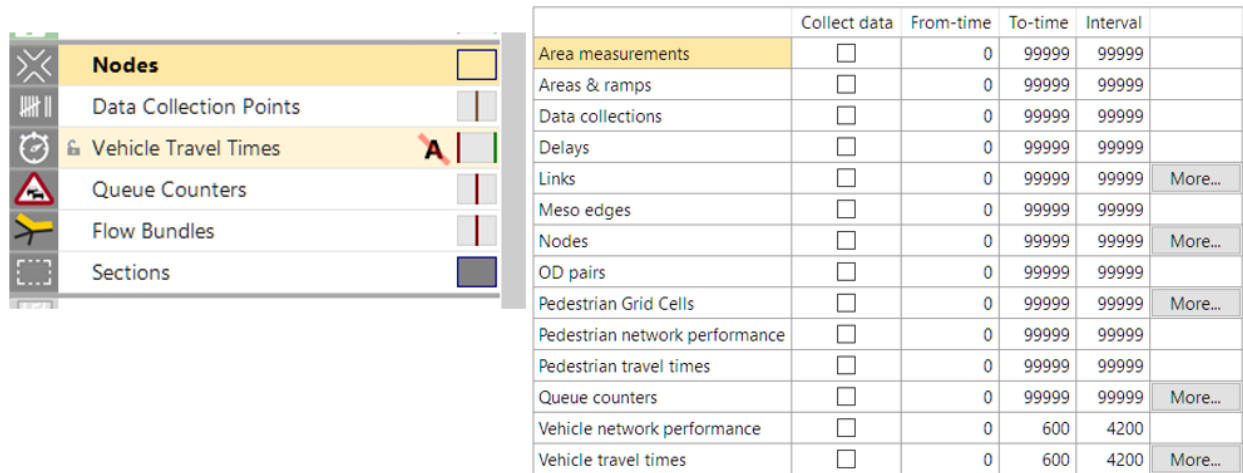 Nodes
Data Collection Points
Vehicle Travel Times A
Queue Counters
Flow Bundles
Sections
Collect data From-time To-time Interval
Area measurements 0 99999 99999
Areas & ramps 0 99999 99999
Data collections 0 99999 99999
Delays 0 99999 99999
Links 0 99999 99999 More...
Meso edges 0 99999 99999
Nodes 0 99999 99999 More...
OD pairs 0 99999 99999
Pedestrian Grid Cells 0 99999 99999 More...
Pedestrian network performance 0 99999 99999
Pedestrian travel times 0 99999 99999
Queue counters 0 99999 99999 More...
Vehicle network performance 0 600 4200
Vehicle travel times 0 600 4200 More...